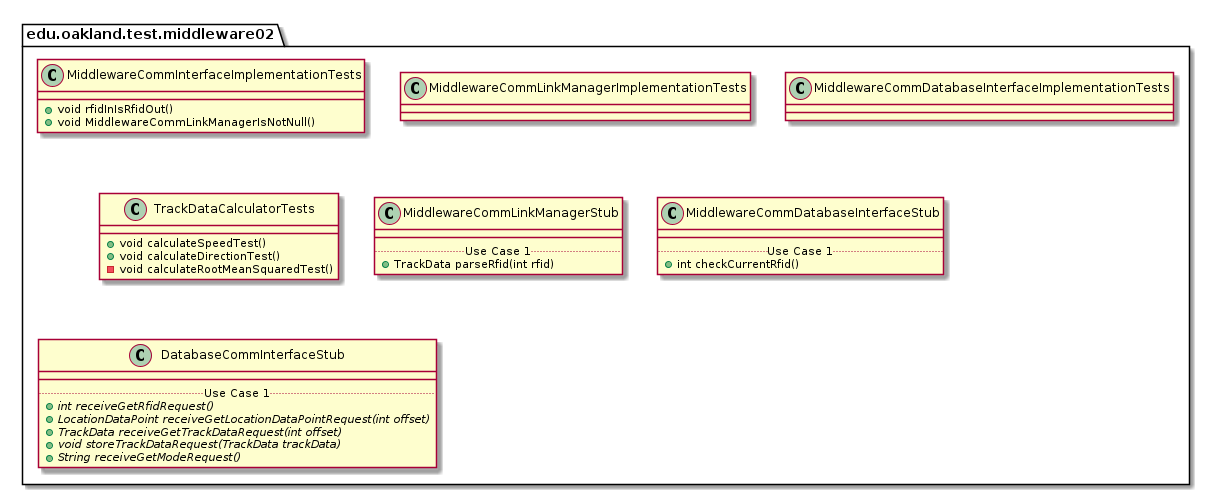 edu.oakland.test.middleware02
C MiddlewareCommInterfaceImplementationTests
void rfidInIsRfidOut()
void MiddlewareCommLinkManagerIsNotNull()
C MiddlewareCommLinkManagerImplementationTests
C MiddlewareCommDatabaseInterfaceImplementationTests
C TrackDataCalculatorTests
void calculateSpeedTest()
void calculateDirectionTest()
void calculateRootMeanSquaredTest()
C MiddlewareCommLinkManagerStub
Use Case 1
TrackData parseRfid(int rfid)
C MiddlewareCommDatabaseInterfaceStub
Use Case 1
int checkCurrentRfid()
C DatabaseCommInterfaceStub
Use Case 1
int receiveGetRfidRequest()
LocationDataPoint receiveGetLocationDataPointRequest(int offset)
TrackData receiveGetTrackDataRequest(int offset)
void storeTrackDataRequest(TrackData trackData)
String receiveGetModeRequest()